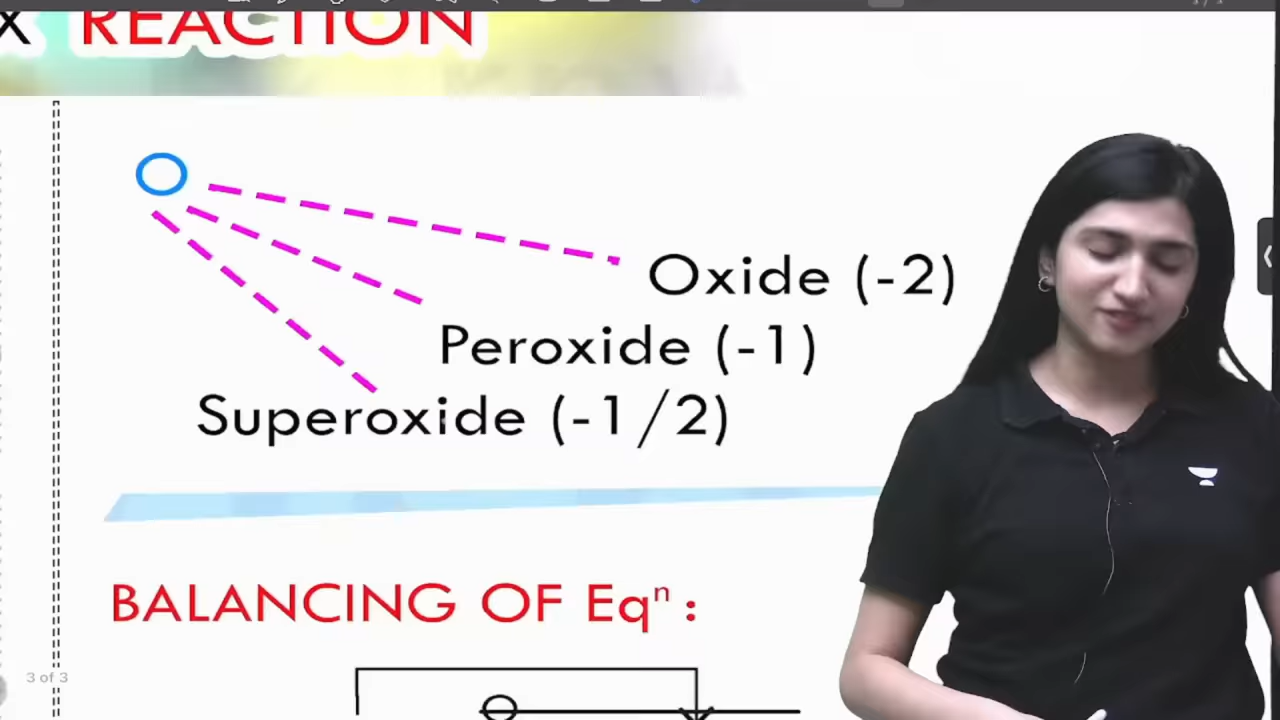 X REACTION
O
Oxide (-2)
Peroxide (-1)
Superoxide (-1/2)
BALANCING OF Eqⁿ :
3 of 3